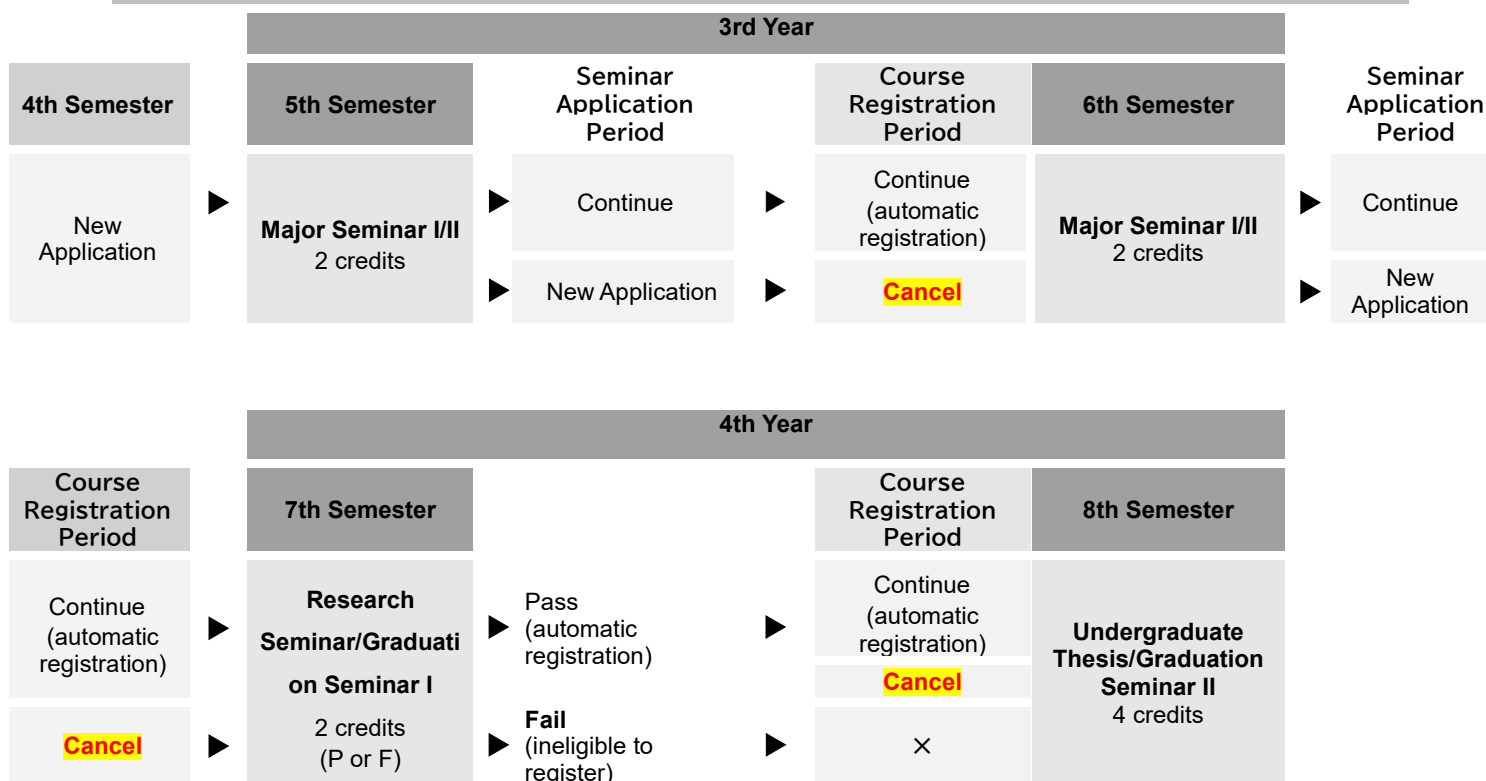 3rd Year
4th Semester
5th Semester
Seminar
Application
Period
Course
Registration
Period
6th Semester
Seminar
Application
Period
New
Application
Major Seminar I/II
2 credits
Continue
New Application
Continue
(automatic
registration)
Cancel
Major Seminar I/II
2 credits
Continue
New
Application
4th Year
Course
Registration
Period
7th Semester
Course
Registration
Period
8th Semester
Continue
(automatic
registration)
Cancel
Research
Seminar/Graduati
on Seminar I
2 credits
(P or F)
Pass
(automatic
registration)
Fail
(ineligible to
register)
Continue
(automatic
registration)
Cancel
×
Undergraduate
Thesis/Graduation
Seminar II
4 credits